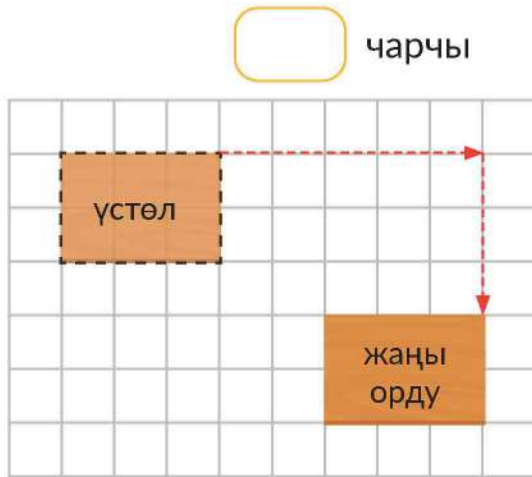 чарчы
үстөл
жаңы
орду